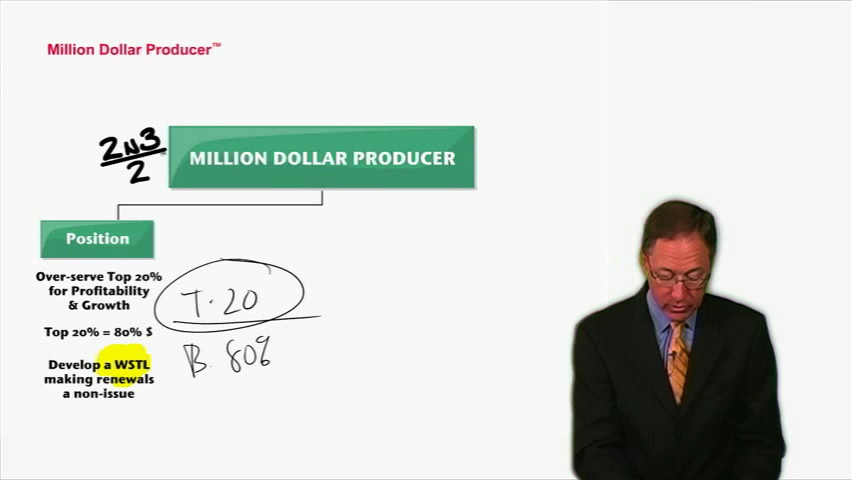 Million Dollar Producer™
2N3
2
MILLION DOLLAR PRODUCER
Position
Over-serve Top 20%
for Profitability
& Growth
Top 20% = 80% $
Develop a WSTL
making renewals
a non-issue
T. 20
B. 80%